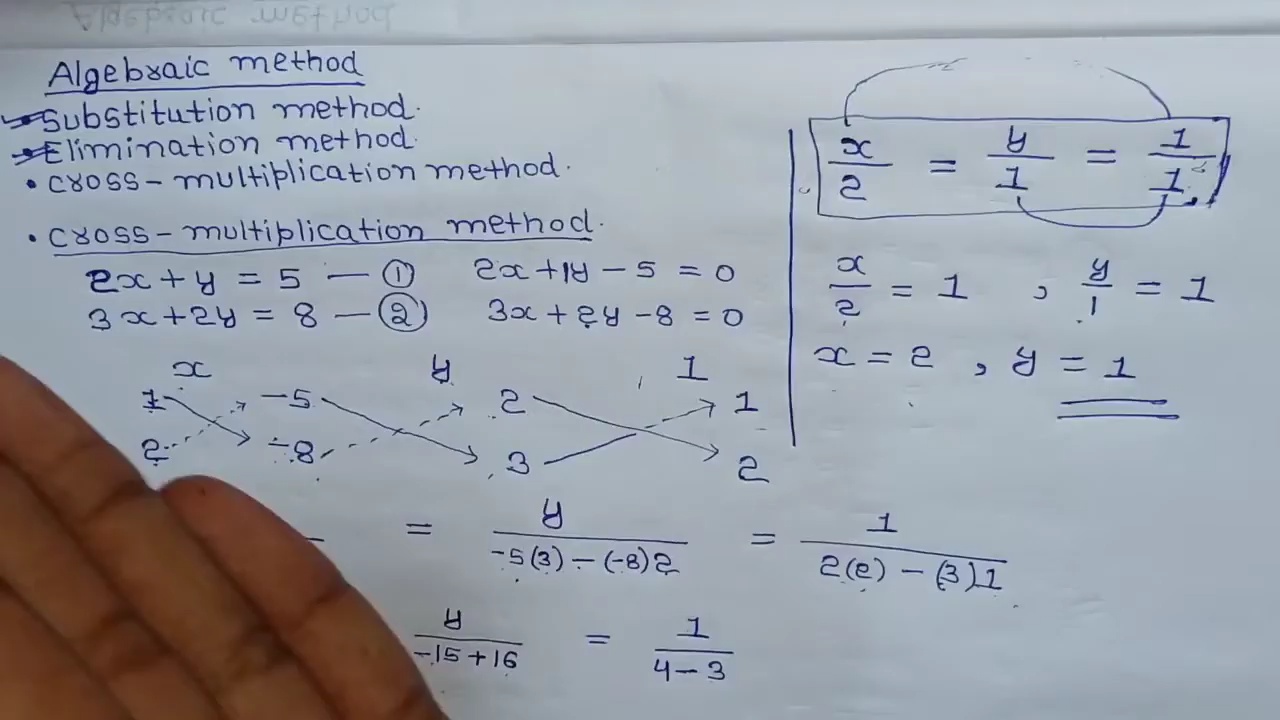 Algebraic method
Substitution method.
Elimination method.
• cross-multiplication method.
• cross-multiplication method.
2x + y = 5 — ①
2x + 1y - 5 = 0
3x + 2y = 8 — ②
3x + 2y - 8 = 0
x y 1
1 -5 2 1
2 -8 3 2
= y/(-5(3) - (-8)2) = 1/(2(2) - (3)1)
y/(-15 + 16) = 1/(4 - 3)
x/2 = y/1 = 1/1
x/2 = 1 , y/1 = 1
x = 2 , y = 1